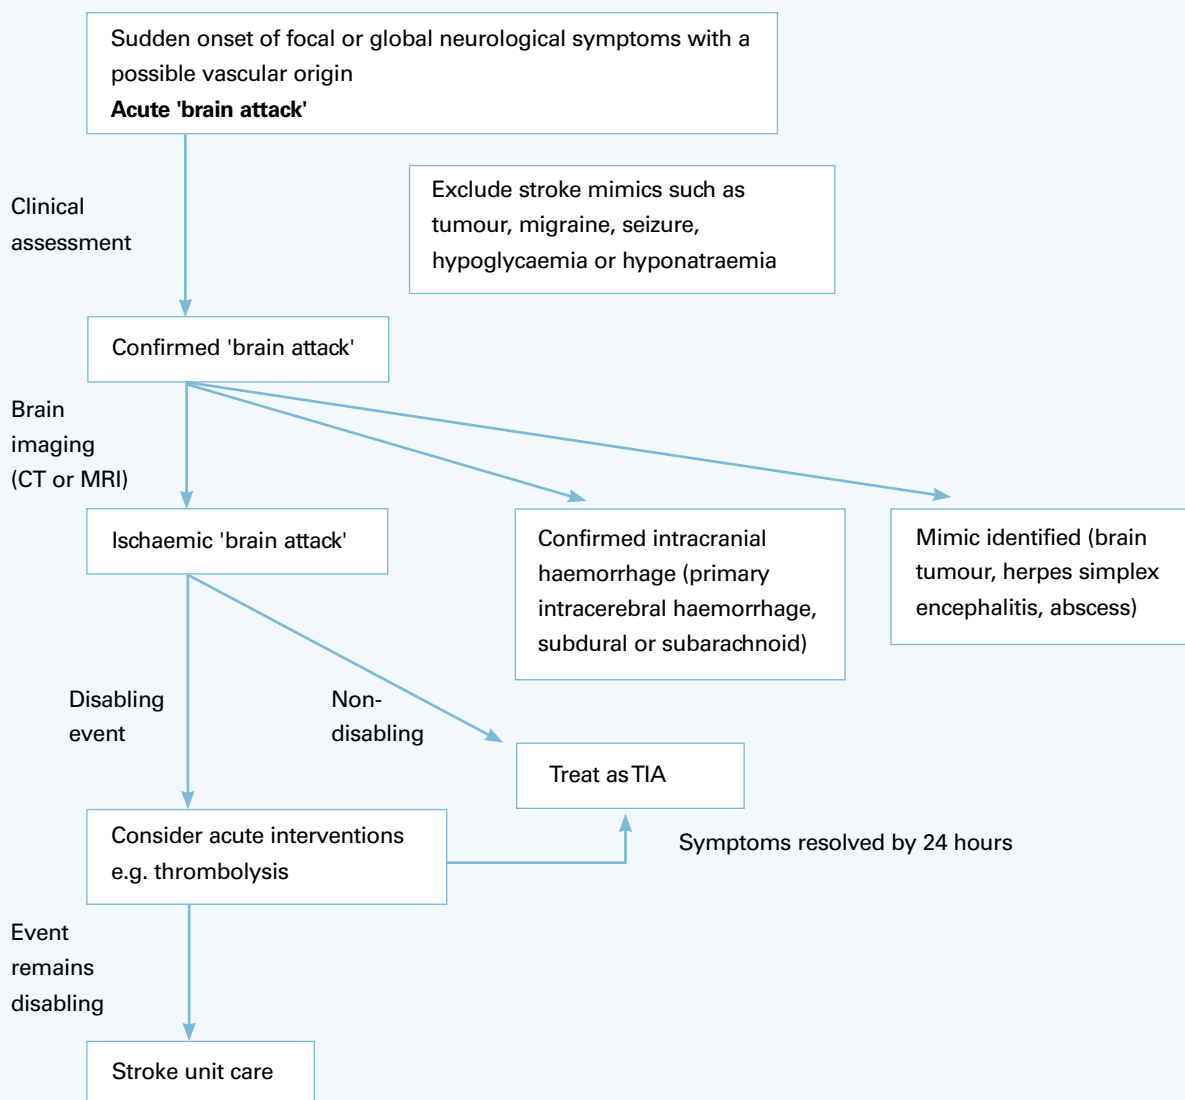 Sudden onset of focal or global neurological symptoms with a
possible vascular origin
Acute 'brain attack'
Clinical
assessment
Exclude stroke mimics such as
tumour, migraine, seizure,
hypoglycaemia or hyponatraemia
Confirmed 'brain attack'
Brain
imaging
(CT or MRI)
Ischaemic 'brain attack'
Confirmed intracranial
haemorrhage (primary
intracerebral haemorrhage,
subdural or subarachnoid)
Mimic identified (brain
tumour, herpes simplex
encephalitis, abscess)
Disabling
event
Non-
disabling
Treat as TIA
Consider acute interventions
e.g. thrombolysis
Symptoms resolved by 24 hours
Event
remains
disabling
Stroke unit care